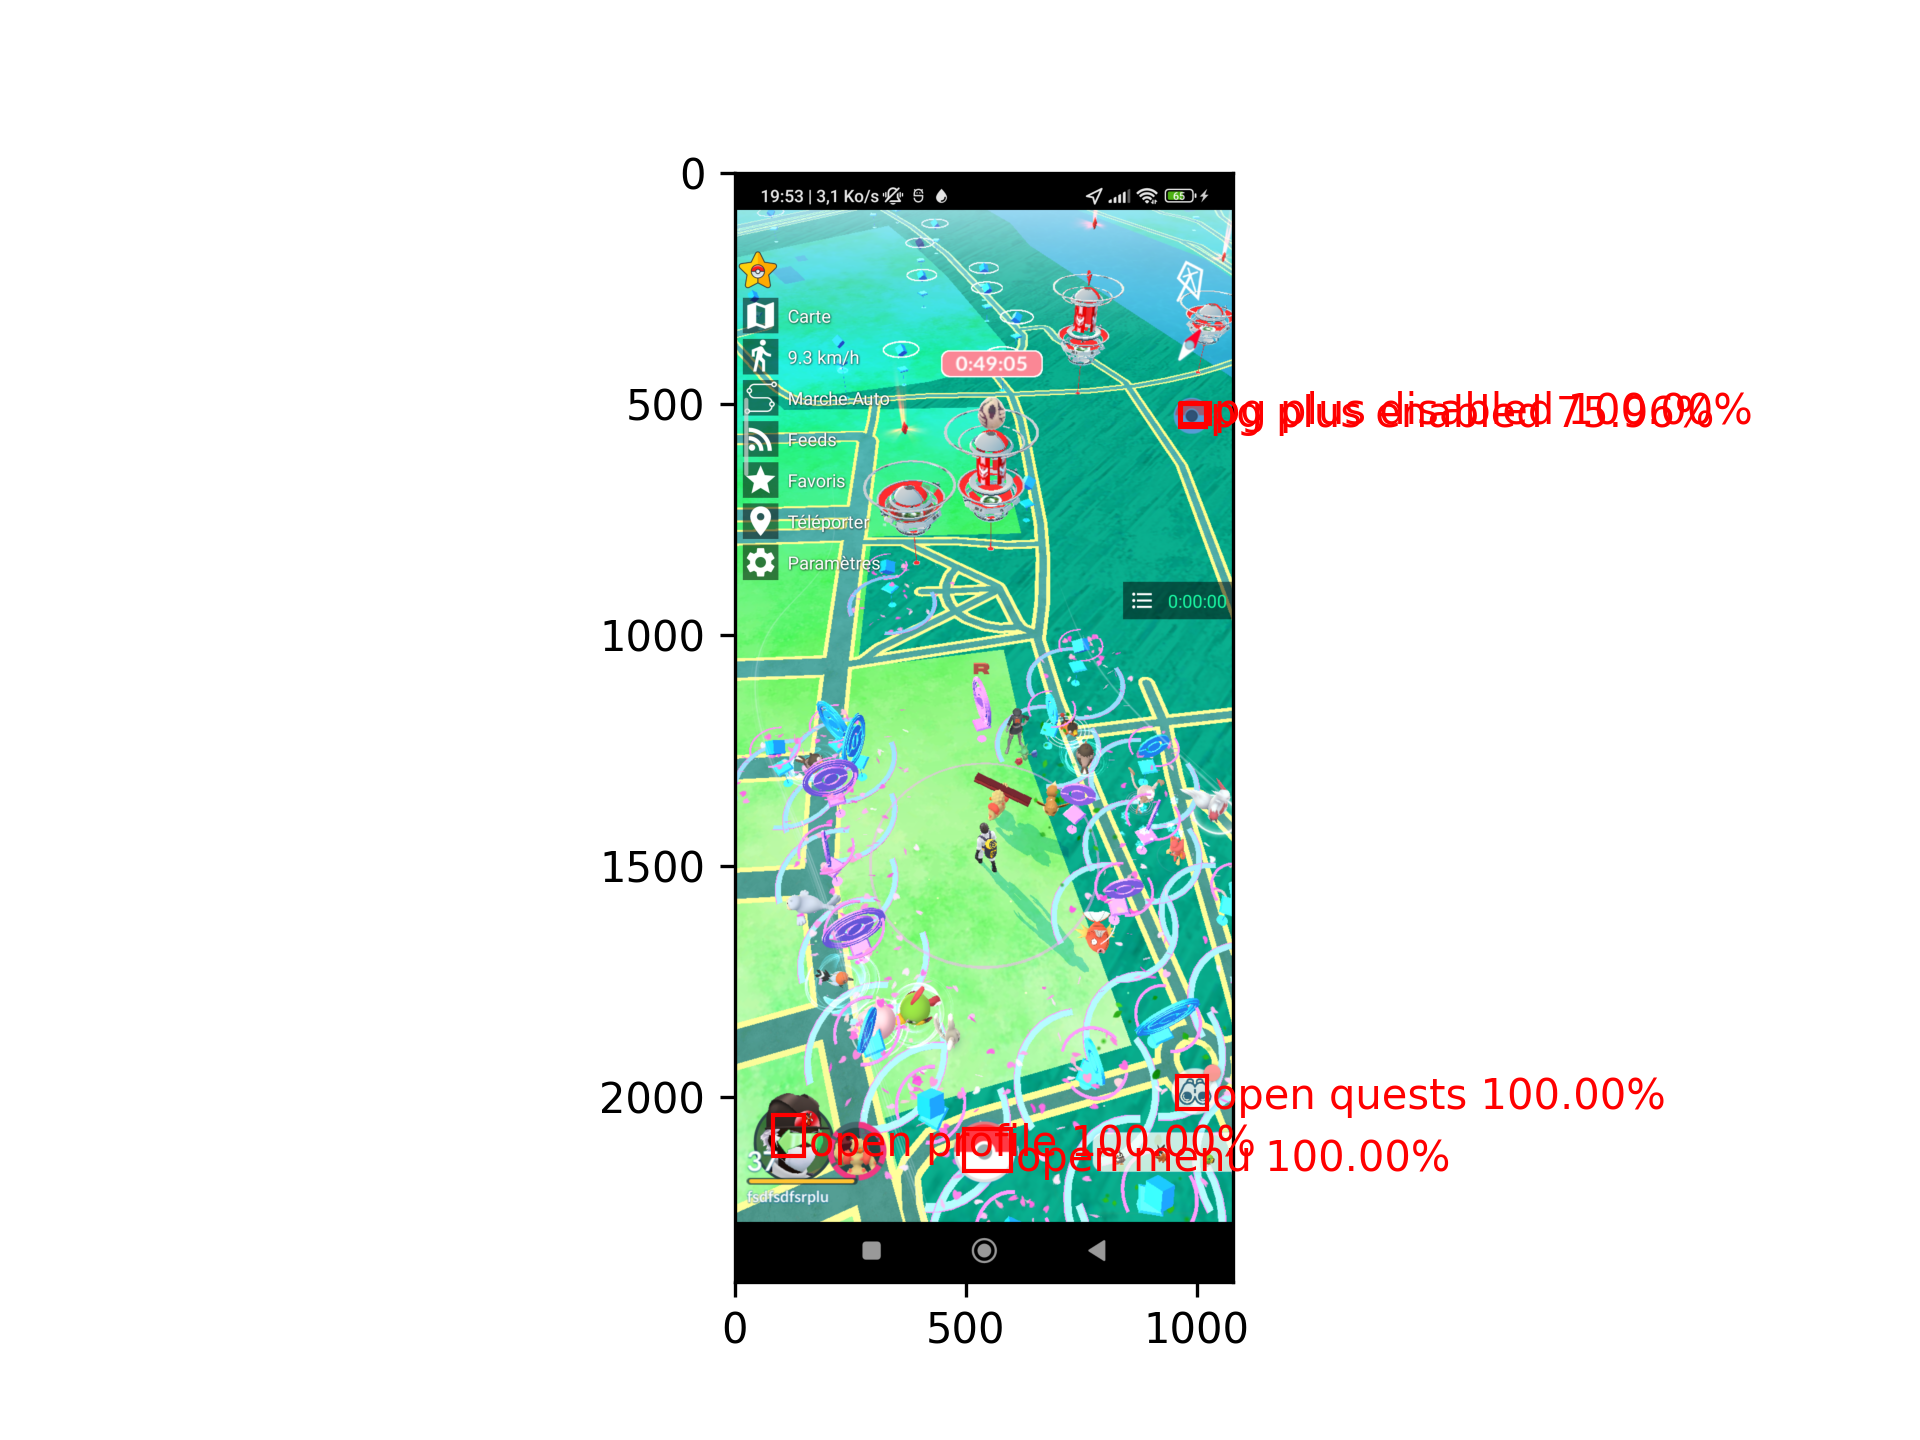 0
19:53 | 3,1 Ko/s
65
Carte
9.3 km/h
0:49:05
Marche Auto
500
pg plus disabled 100.00%
pg plus enabled 75.96%
Feeds
Favoris
Téléporter
Paramètres
0:00:00
1000
R
1500
2000
open quests 100.00%
open profile 100.00%
open menu 100.00%
fsdfsdfsrplu
0
500
1000